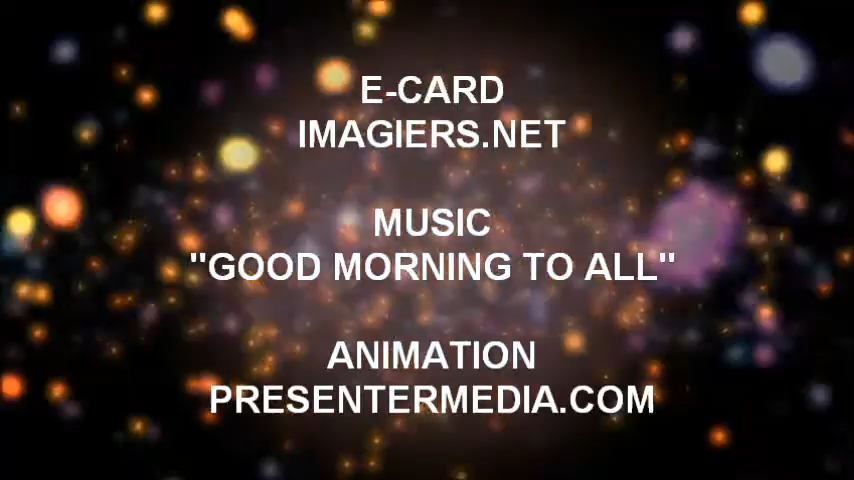 E-CARD
IMAGIERS.NET
MUSIC
"GOOD MORNING TO ALL"
ANIMATION
PRESENTERMEDIA.COM